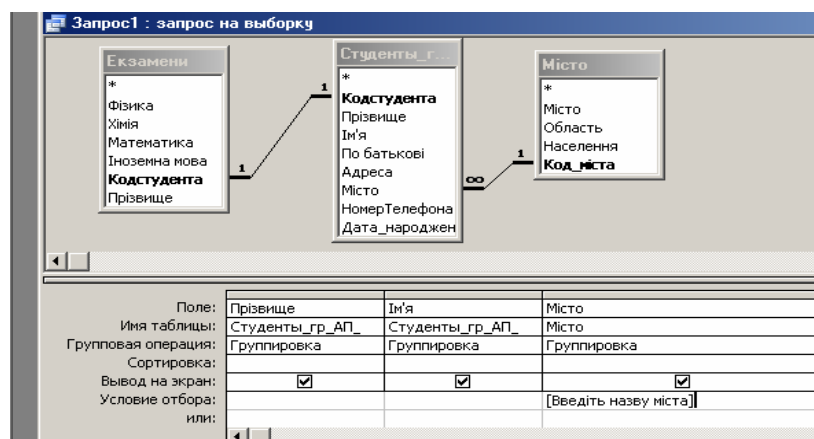 Запрос1 : запрос на выборку
Екзамени
*
Фізика
Хімія
Математика
Іноземна мова
Кодстудента
Прізвище
1
1
Студенты_г...
*
Кодстудента
Прізвище
Ім'я
По батькові
Адреса
Місто
НомерТелефона
Дата_народжен
∞
1
Місто
*
Місто
Область
Населення
Код_міста
Поле: Прізвище Ім'я Місто
Имя таблицы: Студенты_гр_АП_ Студенты_гр_АП_ Місто
Групповая операция: Группировка Группировка Группировка
Сортировка:
Вывод на экран:
Условие отбора: [Введіть назву міста]
или: